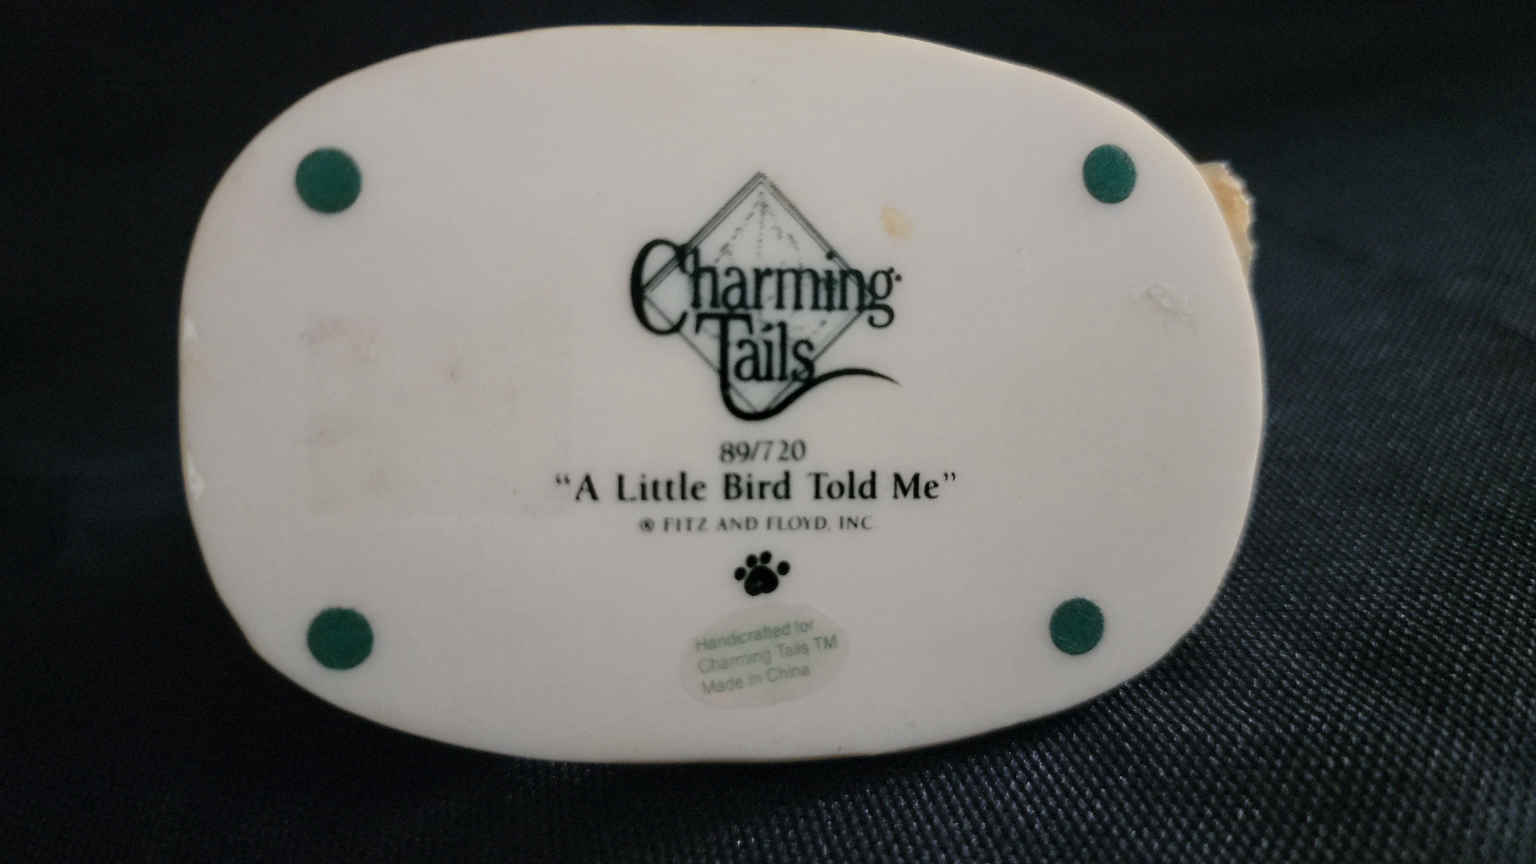 Charming
Tails
89/720
“A Little Bird Told Me”
® FITZ AND FLOYD, INC
Handcrafted for
Charming Tails TM
Made in China